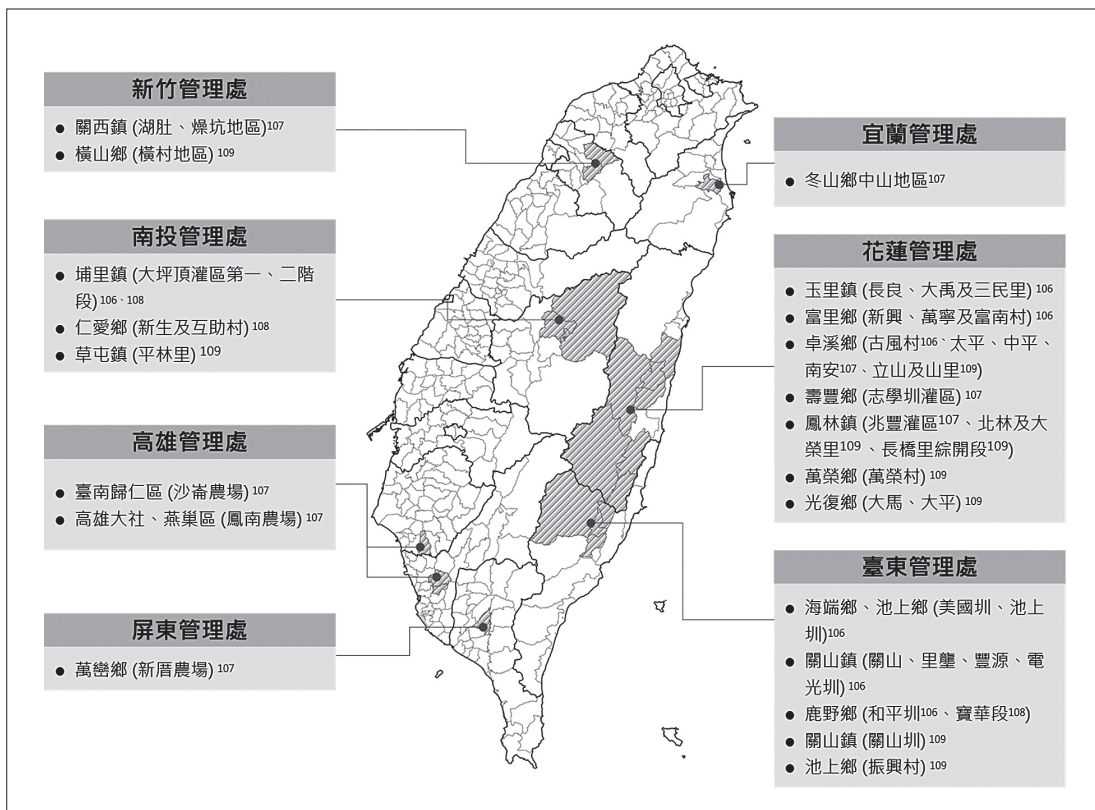 新竹管理處
● 關西鎮 (湖肚、燥坑地區)107
● 橫山鄉 (橫村地區) 109
南投管理處
● 埔里鎮 (大坪頂灌區第一、二階
段)106、108
● 仁愛鄉 (新生及互助村) 108
● 草屯鎮 (平林里) 109
高雄管理處
● 臺南歸仁區 (沙崙農場) 107
● 高雄大社、燕巢區 (鳳南農場) 107
屏東管理處
● 萬巒鄉 (新厝農場) 107
宜蘭管理處
● 冬山鄉中山地區107
花蓮管理處
● 玉里鎮 (長良、大禹及三民里) 106
● 富里鄉 (新興、萬寧及富南村) 106
● 卓溪鄉 (古風村106、太平、中平、
南安107、立山及山里109)
● 壽豐鄉 (志學圳灌區) 107
● 鳳林鎮 (兆豐灌區107、北林及大
榮里109、長橋里綜開段109)
● 萬榮鄉 (萬榮村) 109
● 光復鄉 (大馬、大平) 109
臺東管理處
● 海端鄉、池上鄉 (美國圳、池上
圳)106
● 關山鎮 (關山、里壟、豐源、電
光圳) 106
● 鹿野鄉 (和平圳106、寶華段108)
● 關山鎮 (關山圳) 109
● 池上鄉 (振興村) 109